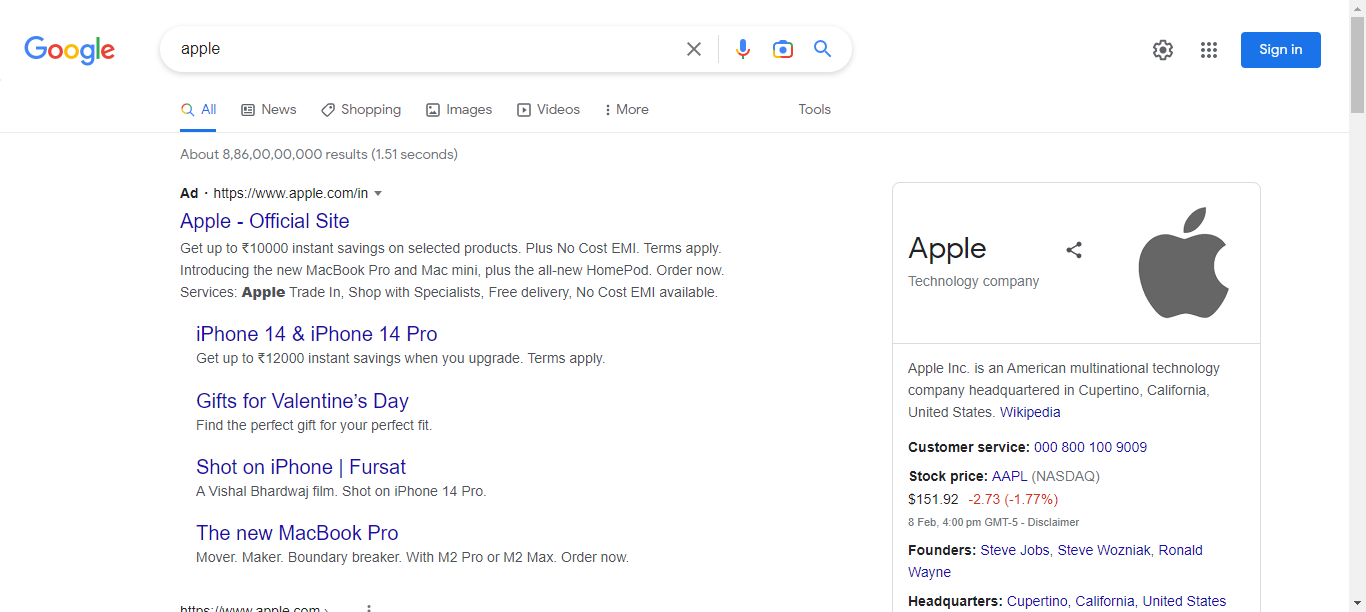 Google
apple
Sign in
All
News
Shopping
Images
Videos
More
Tools
About 8,86,00,00,000 results (1.51 seconds)
Ad · https://www.apple.com/in
Apple - Official Site
Get up to ₹10000 instant savings on selected products. Plus No Cost EMI. Terms apply.
Introducing the new MacBook Pro and Mac mini, plus the all-new HomePod. Order now.
Services: Apple Trade In, Shop with Specialists, Free delivery, No Cost EMI available.
iPhone 14 & iPhone 14 Pro
Get up to ₹12000 instant savings when you upgrade. Terms apply.
Gifts for Valentine's Day
Find the perfect gift for your perfect fit.
Shot on iPhone | Fursat
A Vishal Bhardwaj film. Shot on iPhone 14 Pro.
The new MacBook Pro
Mover. Maker. Boundary breaker. With M2 Pro or M2 Max. Order now.
https://www.apple.com ›
Apple
Technology company
Apple Inc. is an American multinational technology
company headquartered in Cupertino, California,
United States. Wikipedia
Customer service: 000 800 100 9009
Stock price: AAPL (NASDAQ)
$151.92 -2.73 (-1.77%)
8 Feb, 4:00 pm GMT-5 - Disclaimer
Founders: Steve Jobs, Steve Wozniak, Ronald
Wayne
Headquarters: Cupertino, California, United States